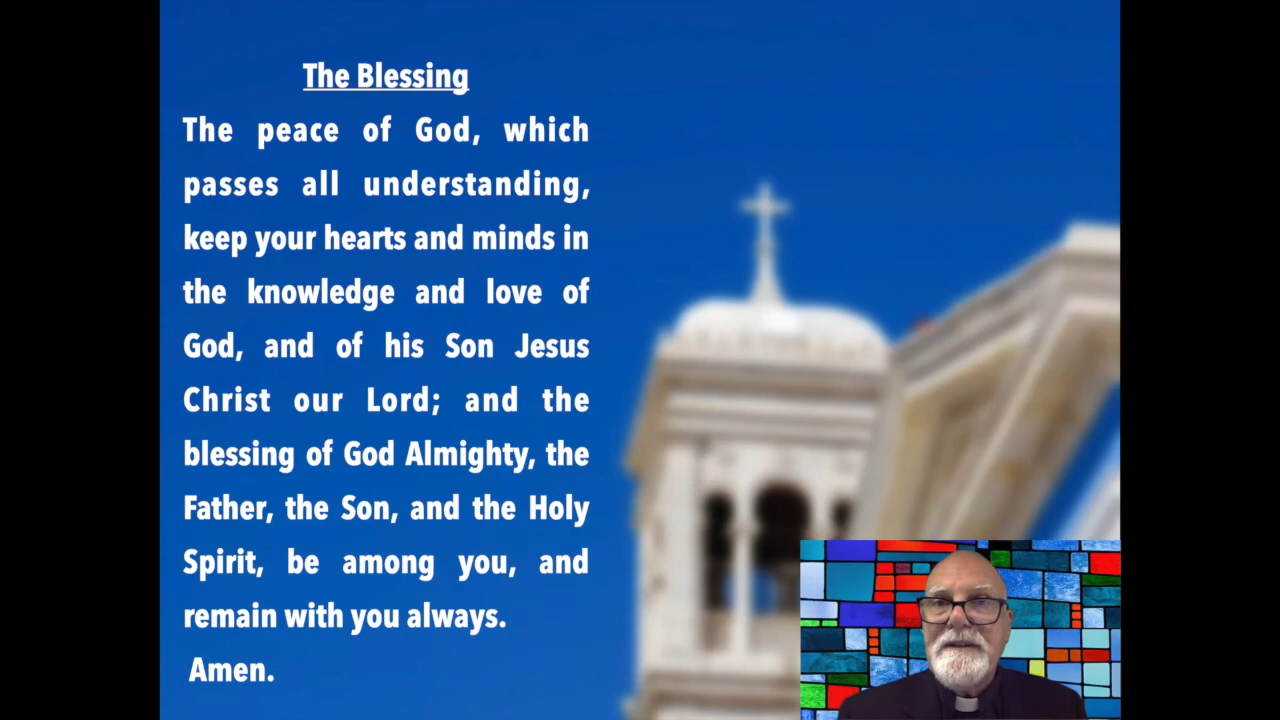 The Blessing
The peace of God, which
passes all understanding,
keep your hearts and minds in
the knowledge and love of
God, and of his Son Jesus
Christ our Lord; and the
blessing of God Almighty, the
Father, the Son, and the Holy
Spirit, be among you, and
remain with you always.
Amen.